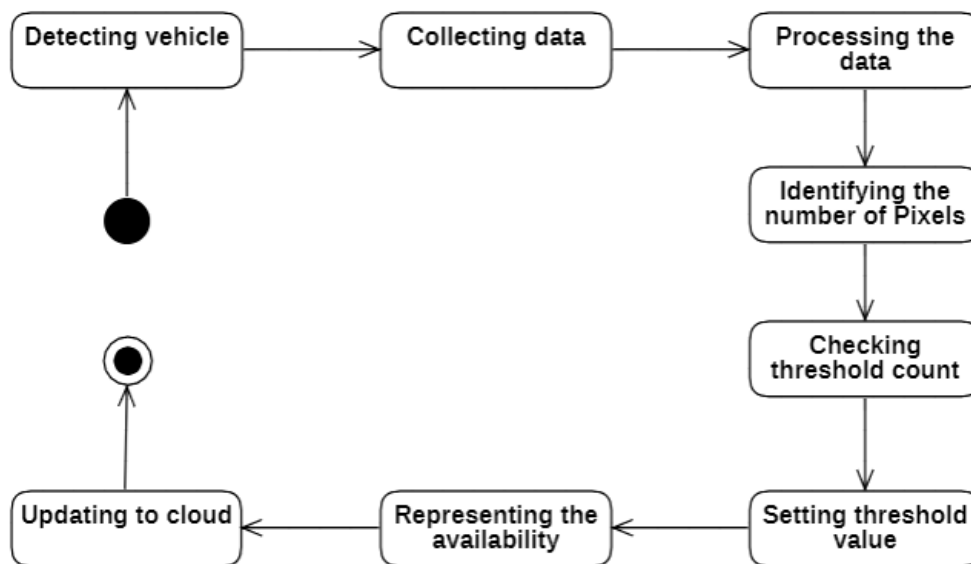 Detecting vehicle
Collecting data
Processing the
data
Identifying the
number of Pixels
Checking
threshold count
Setting threshold
value
Representing the
availability
Updating to cloud